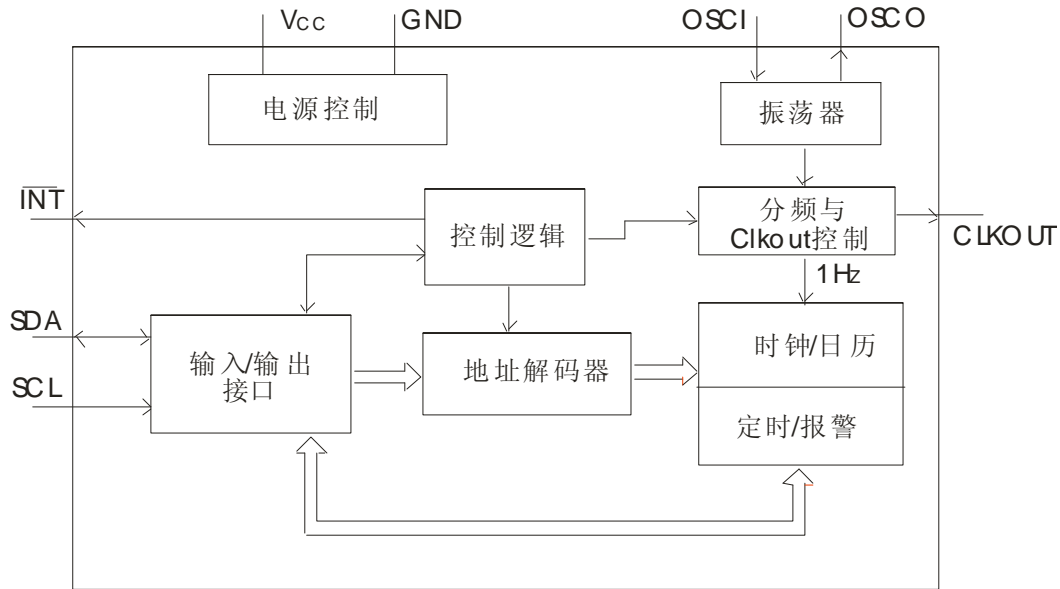 Vcc GND OSCI OSCO
电源控制
振荡器
INT
控制逻辑
分频与
Clkout控制
CLKOUT
1Hz
SDA
输入/输出
接口
地址解码器
时钟/日历
SCL
定时/报警